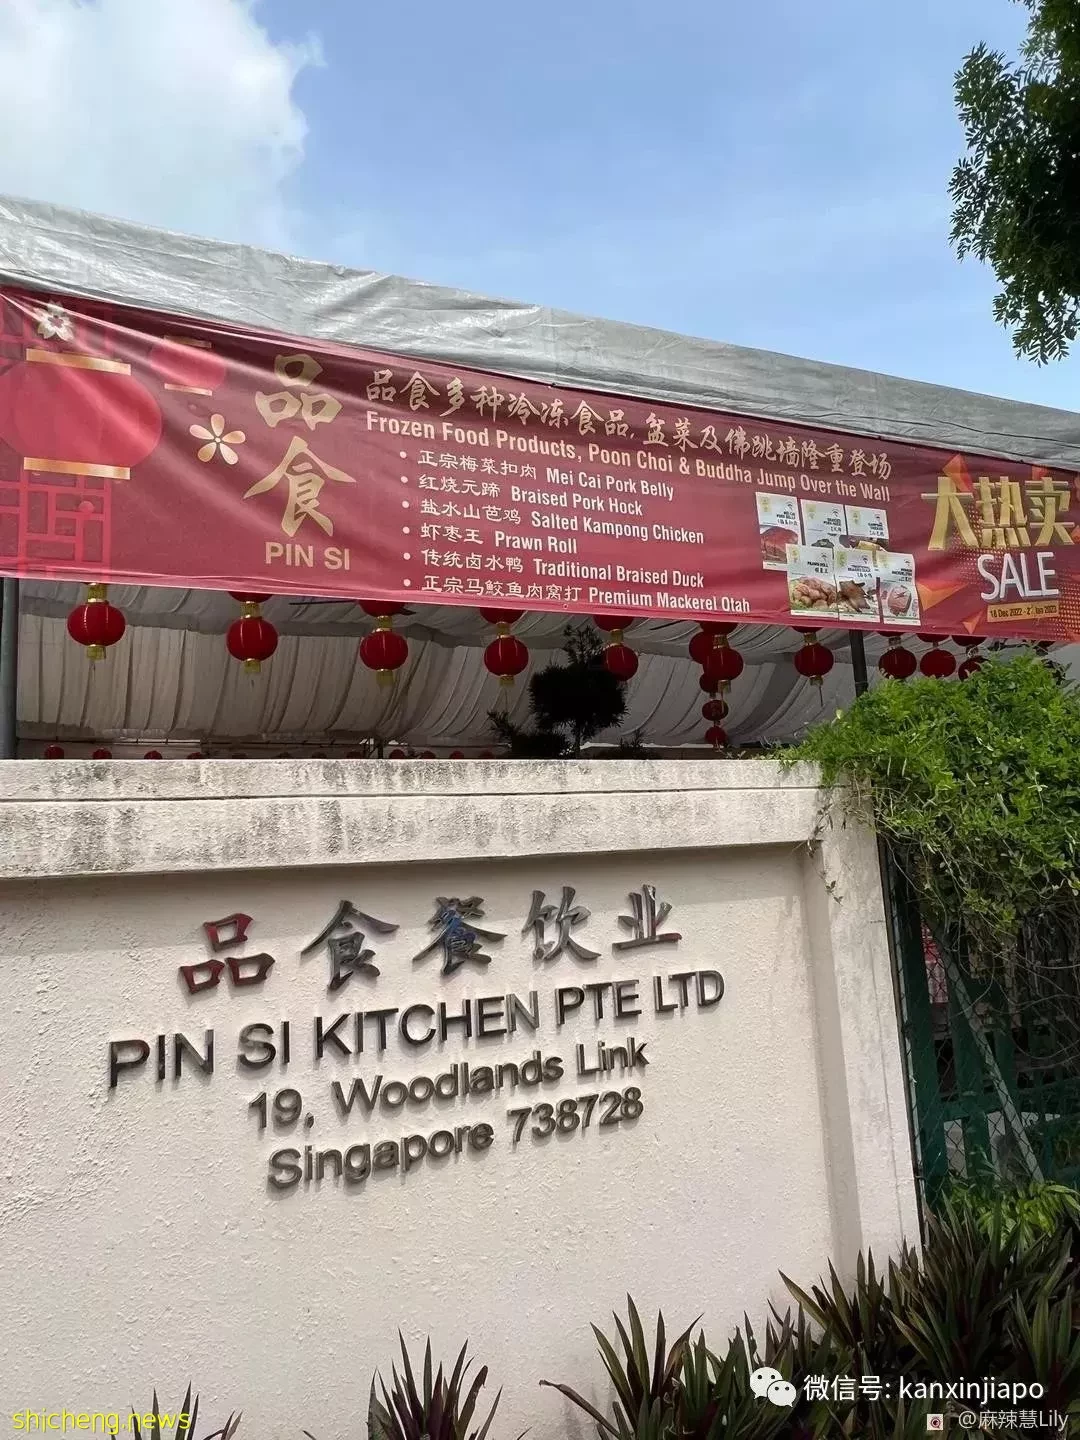 品食
PIN SI
品食多种冷冻食品, 盆菜及佛跳墙隆重登场
Frozen Food Products, Poon Choi & Buddha Jump Over the Wall
• 正宗梅菜扣肉 Mei Cai Pork Belly
• 红烧元蹄 Braised Pork Hock
• 盐水山芭鸡 Salted Kampong Chicken
• 虾枣王 Prawn Roll
• 传统卤水鸭 Traditional Braised Duck
• 正宗马鲛鱼肉窝打 Premium Mackerel Otah
大热卖
SALE
品食餐饮业
PIN SI KITCHEN PTE LTD
19, Woodlands Link
Singapore 738728
微信号: kanxinjiapo
@麻辣慧Lily
shicheng.news